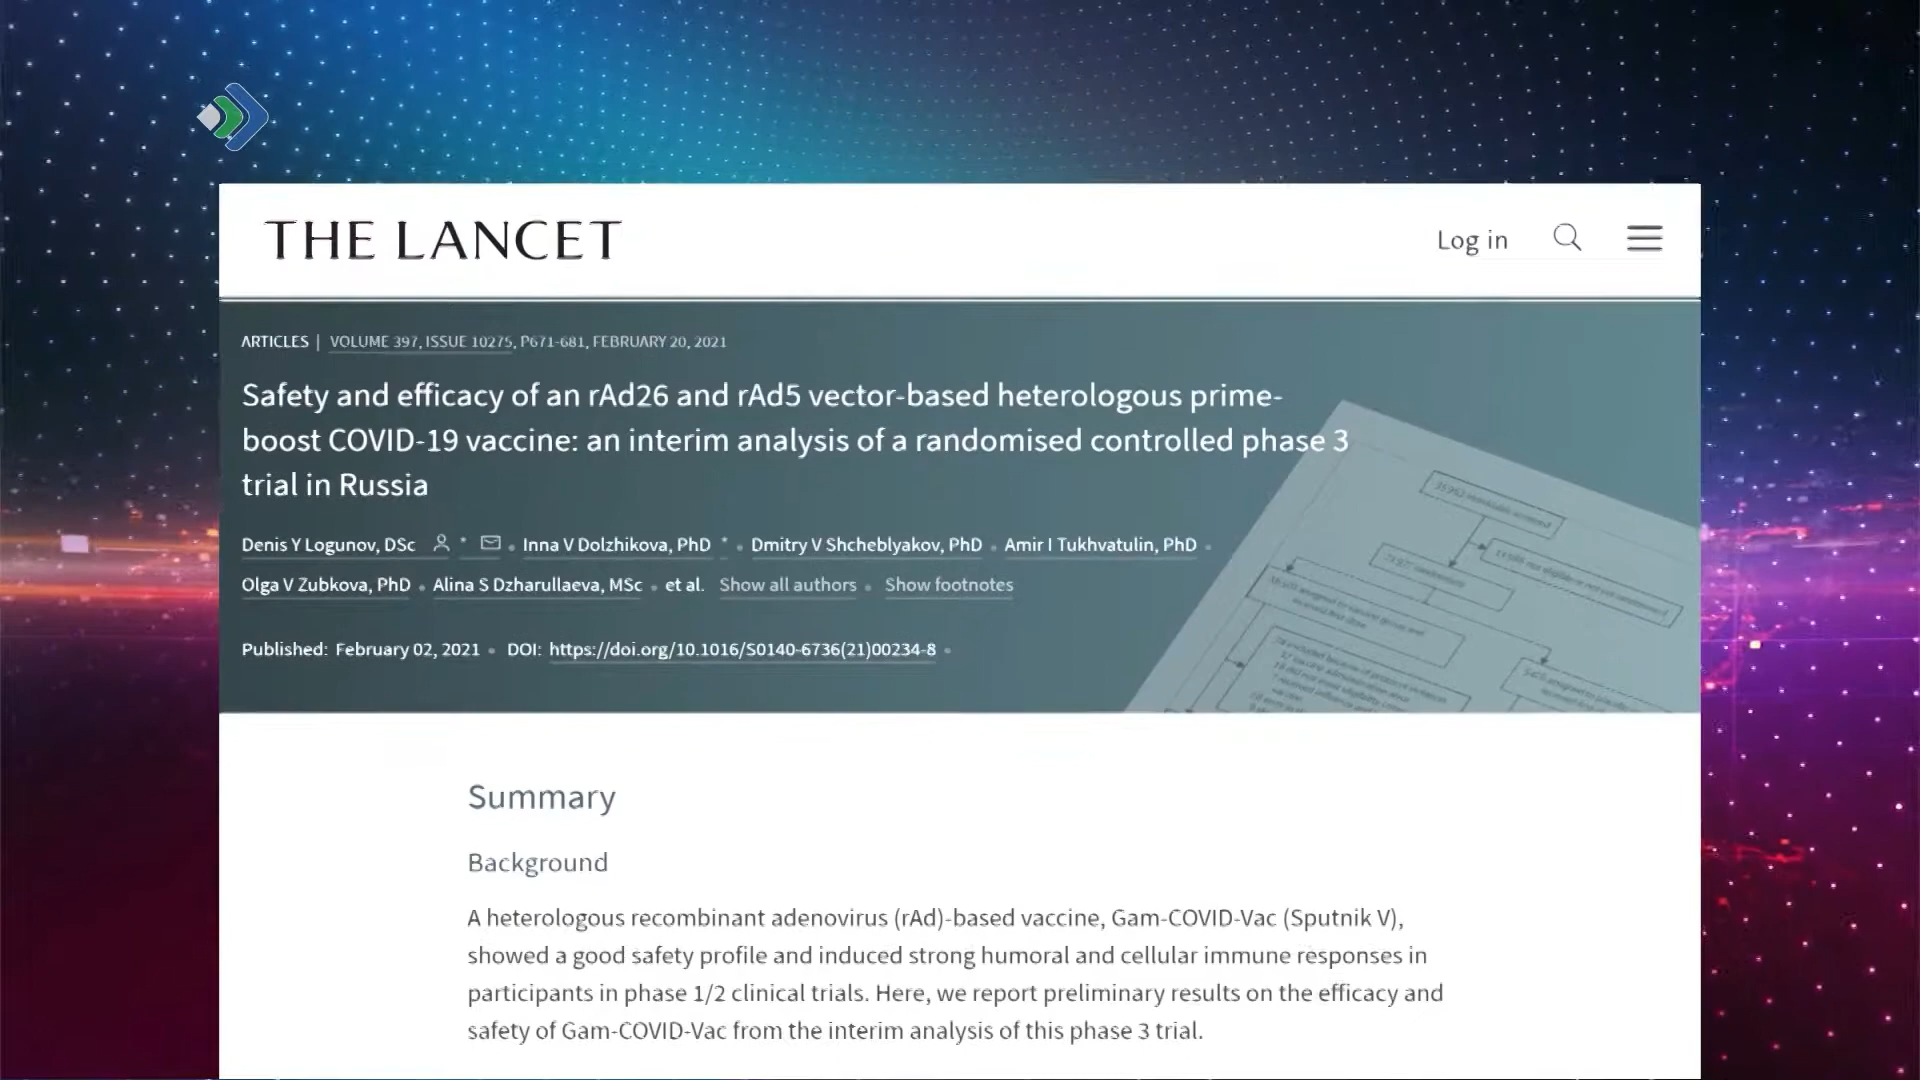 THE LANCET
Log in
ARTICLES | VOLUME 397, ISSUE 10275, P671-681, FEBRUARY 20, 2021
Safety and efficacy of an rAd26 and rAd5 vector-based heterologous prime-
boost COVID-19 vaccine: an interim analysis of a randomised controlled phase 3
trial in Russia
Denis Y Logunov, DSc * • Inna V Dolzhikova, PhD * • Dmitry V Shcheblyakov, PhD • Amir I Tukhvatulin, PhD •
Olga V Zubkova, PhD • Alina S Dzharullaeva, MSc • et al. Show all authors • Show footnotes
Published: February 02, 2021 • DOI: https://doi.org/10.1016/S0140-6736(21)00234-8 •
Summary
Background
A heterologous recombinant adenovirus (rAd)-based vaccine, Gam-COVID-Vac (Sputnik V),
showed a good safety profile and induced strong humoral and cellular immune responses in
participants in phase 1/2 clinical trials. Here, we report preliminary results on the efficacy and
safety of Gam-COVID-Vac from the interim analysis of this phase 3 trial.